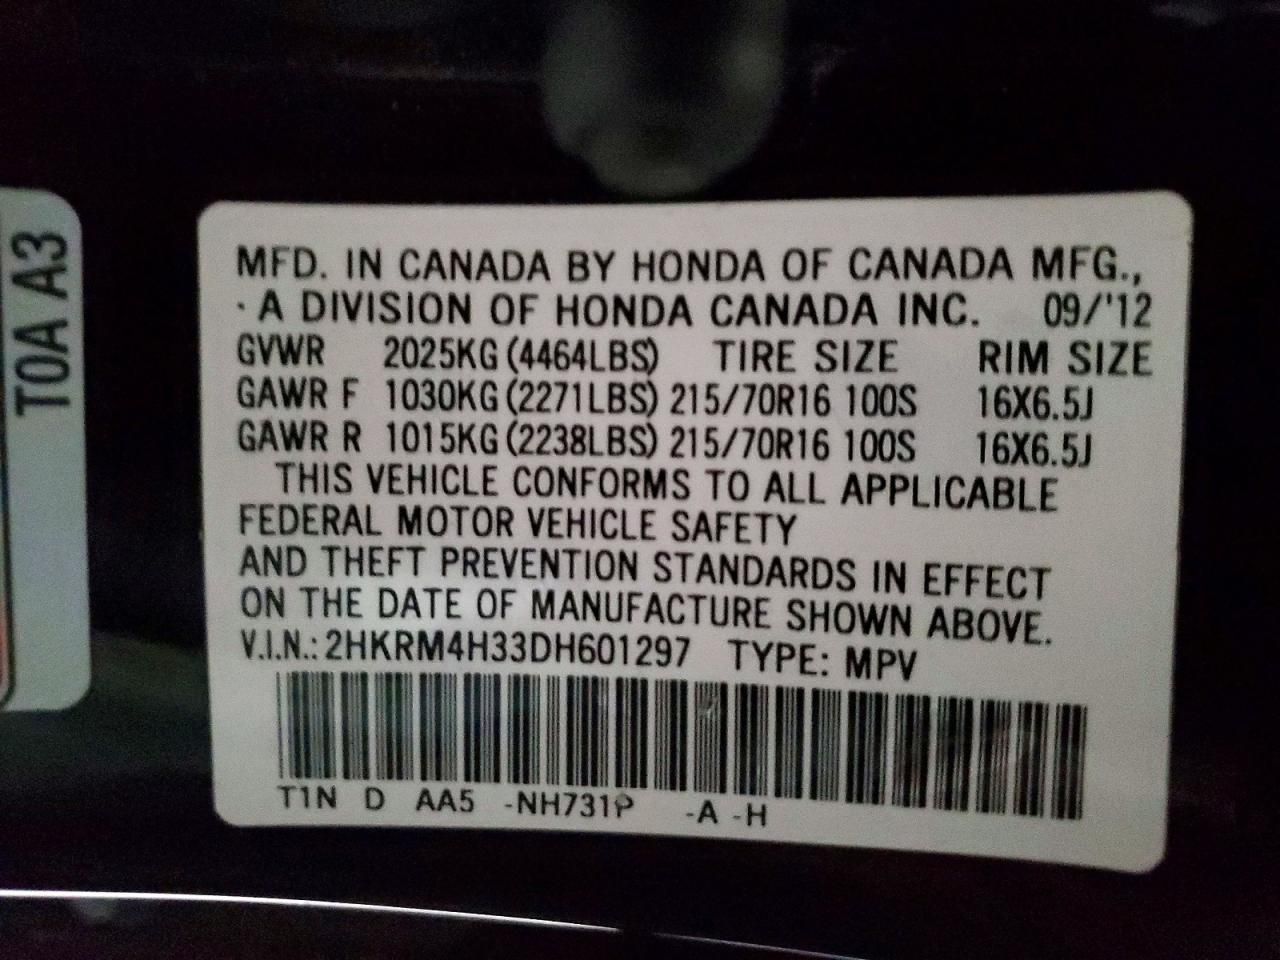 T0A A3
MFD. IN CANADA BY HONDA OF CANADA MFG.,
· A DIVISION OF HONDA CANADA INC. 09/'12
GVWR 2025KG (4464LBS) TIRE SIZE RIM SIZE
GAWR F 1030KG (2271LBS) 215/70R16 100S 16X6.5J
GAWR R 1015KG (2238LBS) 215/70R16 100S 16X6.5J
THIS VEHICLE CONFORMS TO ALL APPLICABLE
FEDERAL MOTOR VEHICLE SAFETY
AND THEFT PREVENTION STANDARDS IN EFFECT
ON THE DATE OF MANUFACTURE SHOWN ABOVE.
V.I.N.: 2HKRM4H33DH601297 TYPE: MPV
T1N D AA5 -NH731P -A -H